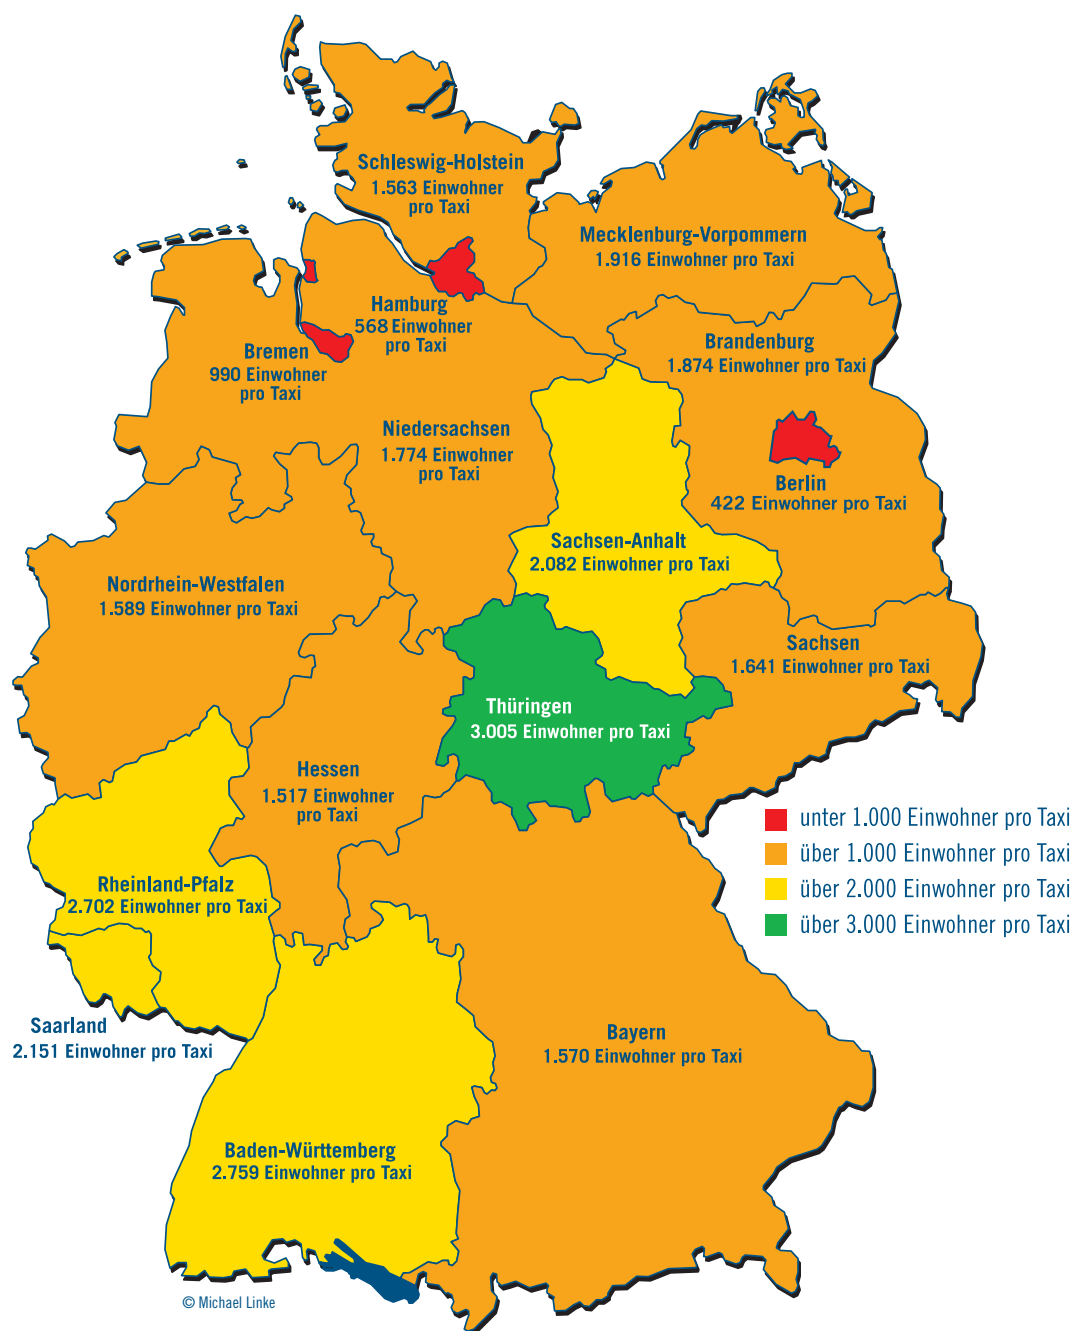 Schleswig-Holstein
1.563 Einwohner
pro Taxi
Mecklenburg-Vorpommern
1.916 Einwohner pro Taxi
Hamburg
568 Einwohner
pro Taxi
Bremen
990 Einwohner
pro Taxi
Brandenburg
1.874 Einwohner pro Taxi
Niedersachsen
1.774 Einwohner
pro Taxi
Berlin
422 Einwohner pro Taxi
Sachsen-Anhalt
2.082 Einwohner pro Taxi
Nordrhein-Westfalen
1.589 Einwohner pro Taxi
Sachsen
1.641 Einwohner pro Taxi
Thüringen
3.005 Einwohner pro Taxi
Hessen
1.517 Einwohner
pro Taxi
unter 1.000 Einwohner pro Taxi
über 1.000 Einwohner pro Taxi
über 2.000 Einwohner pro Taxi
über 3.000 Einwohner pro Taxi
Rheinland-Pfalz
2.702 Einwohner pro Taxi
Saarland
2.151 Einwohner pro Taxi
Bayern
1.570 Einwohner pro Taxi
Baden-Württemberg
2.759 Einwohner pro Taxi
© Michael Linke